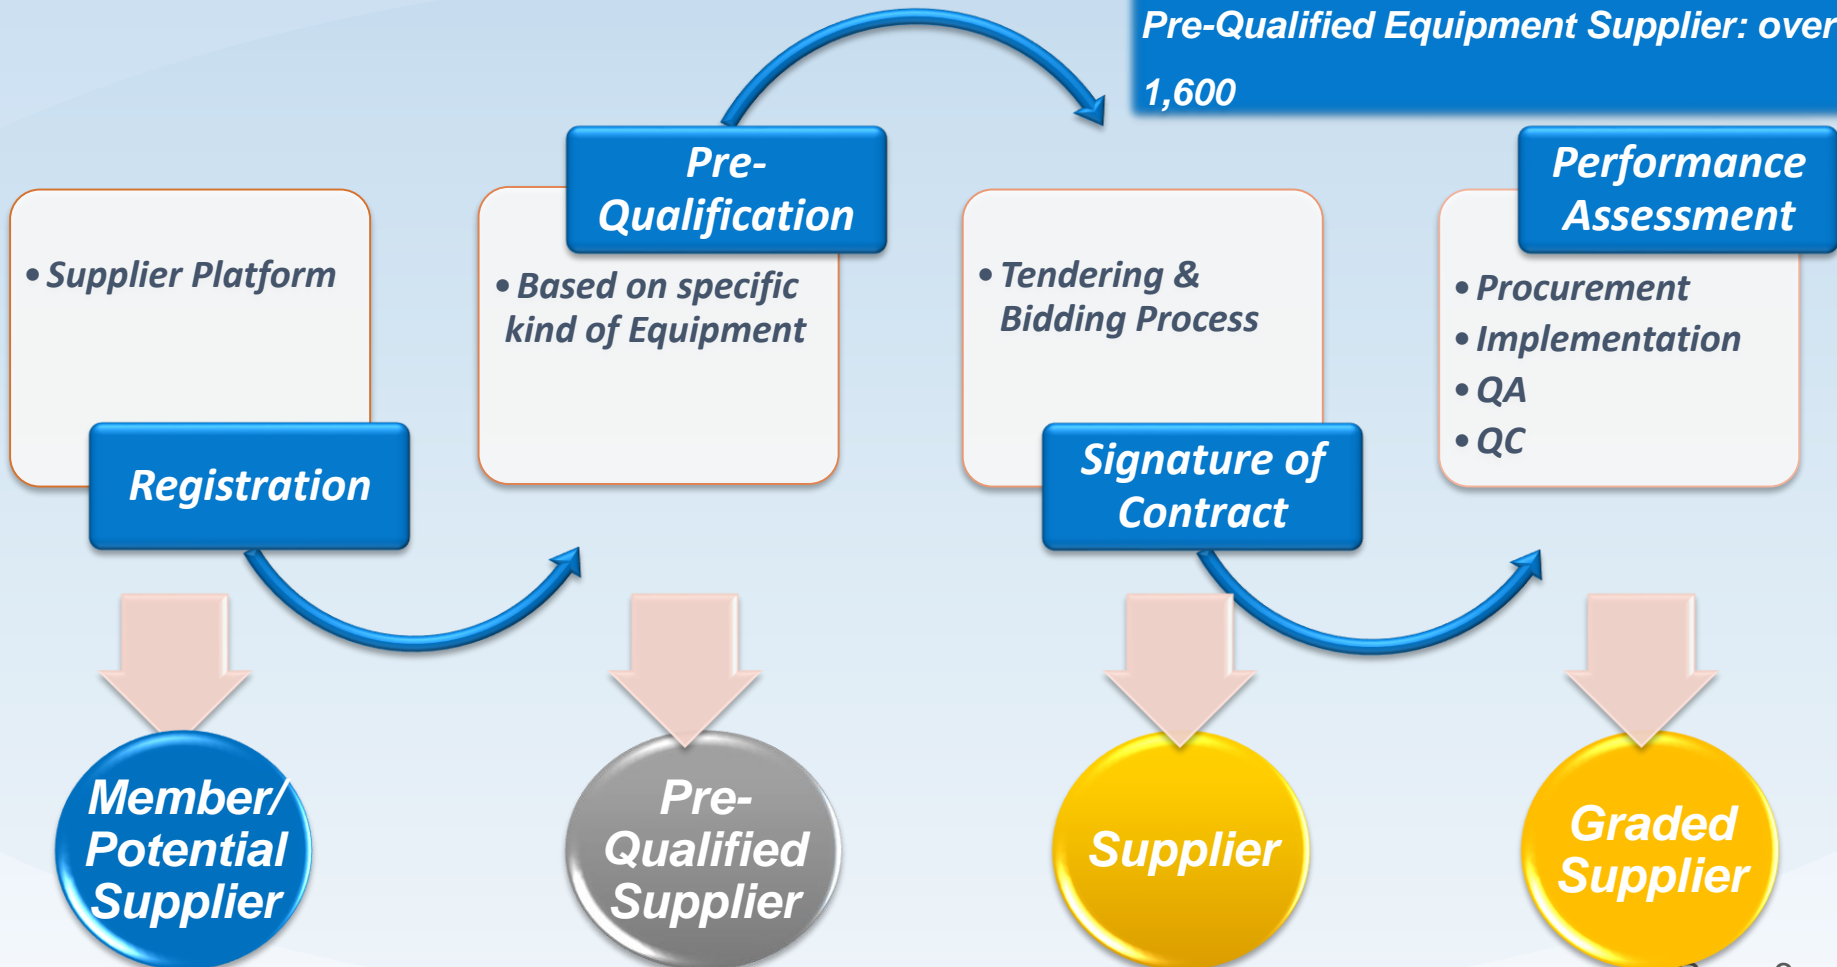 Pre-Qualified Equipment Supplier: over
1,600
Pre-
Qualification
Performance
Assessment
• Supplier Platform
• Based on specific
kind of Equipment
• Tendering &
Bidding Process
• Procurement
• Implementation
• QA
• QC
Registration
Signature of
Contract
Member/
Potential
Supplier
Pre-
Qualified
Supplier
Supplier
Graded
Supplier